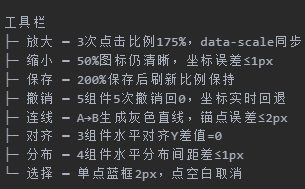 工具栏
├─ 放大 — 3次点击比例175%，data-scale同步
├─ 缩小 — 50%图标仍清晰，坐标误差≤1px
├─ 保存 — 200%保存后刷新比例保持
├─ 撤销 — 5组件5次撤销回0，坐标实时回退
├─ 连线 — A→B生成灰色直线，锚点误差≤2px
├─ 对齐 — 3组件水平对齐Y差值=0
├─ 分布 — 4组件水平分布间距差≤1px
└─ 选择 — 单点蓝框2px，点空白取消